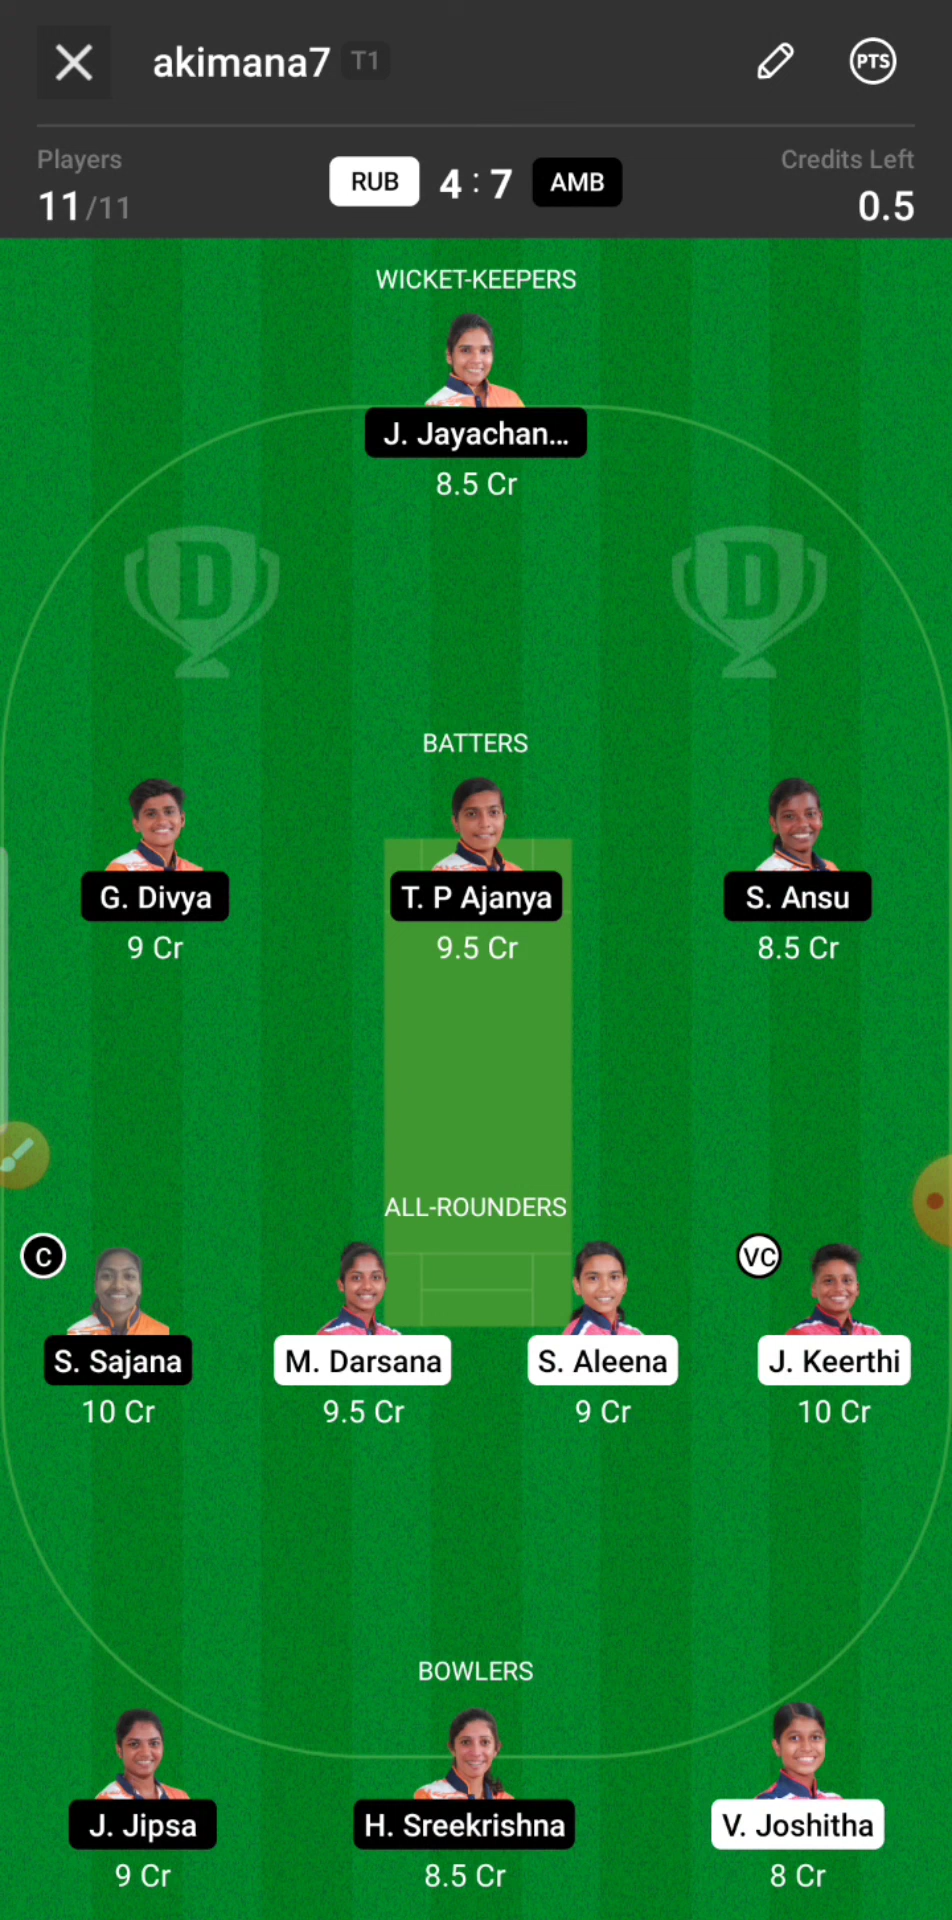 akimana7 T1 PTS
Players Credits Left
11/11 RUB 4 : 7 AMB 0.5
WICKET-KEEPERS
J. Jayachan...
8.5 Cr
D D
BATTERS
G. Divya T. P Ajanya S. Ansu
9 Cr 9.5 Cr 8.5 Cr
ALL-ROUNDERS
C VC
S. Sajana M. Darsana S. Aleena J. Keerthi
10 Cr 9.5 Cr 9 Cr 10 Cr
BOWLERS
J. Jipsa H. Sreekrishna V. Joshitha
9 Cr 8.5 Cr 8 Cr